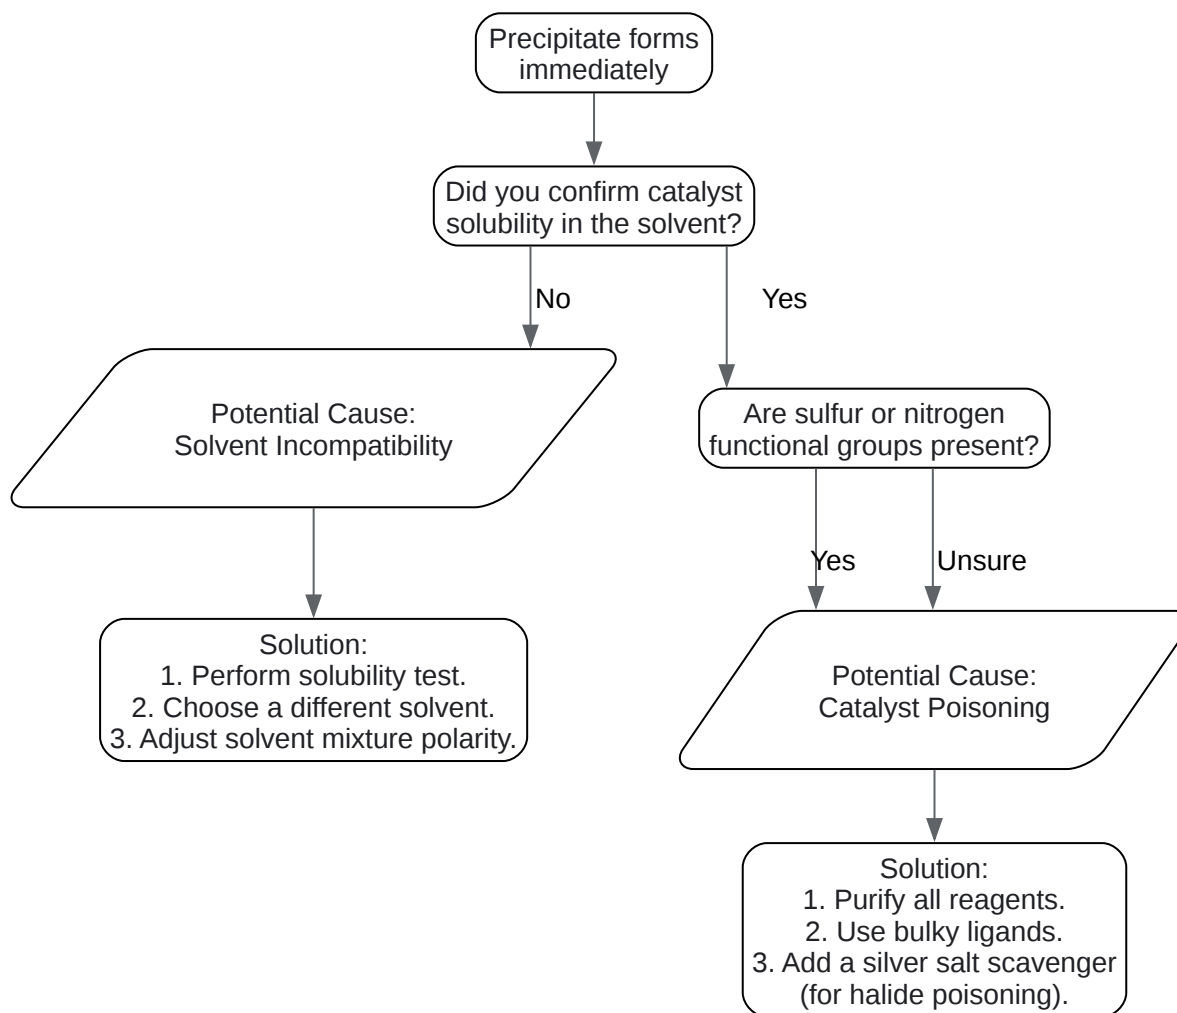 Precipitate forms
immediately
Did you confirm catalyst
solubility in the solvent?
No
Yes
Potential Cause:
Solvent Incompatibility
Are sulfur or nitrogen
functional groups present?
Yes
Unsure
Solution:
1. Perform solubility test.
2. Choose a different solvent.
3. Adjust solvent mixture polarity.
Potential Cause:
Catalyst Poisoning
Solution:
1. Purify all reagents.
2. Use bulky ligands.
3. Add a silver salt scavenger
(for halide poisoning).